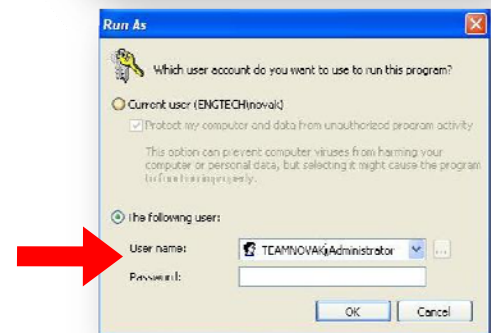 Run As
Which user account do you want to use to run this program?
Current user (ENGTECH\novak)
Protect my computer and data from unauthorized program activity
This option can prevent computer viruses from harming your
computer or personal data, but selecting it might cause the program
to function improperly.
The following user:
User name:
TEAMNOVAK\Administrator
...
Password:
OK
Cancel